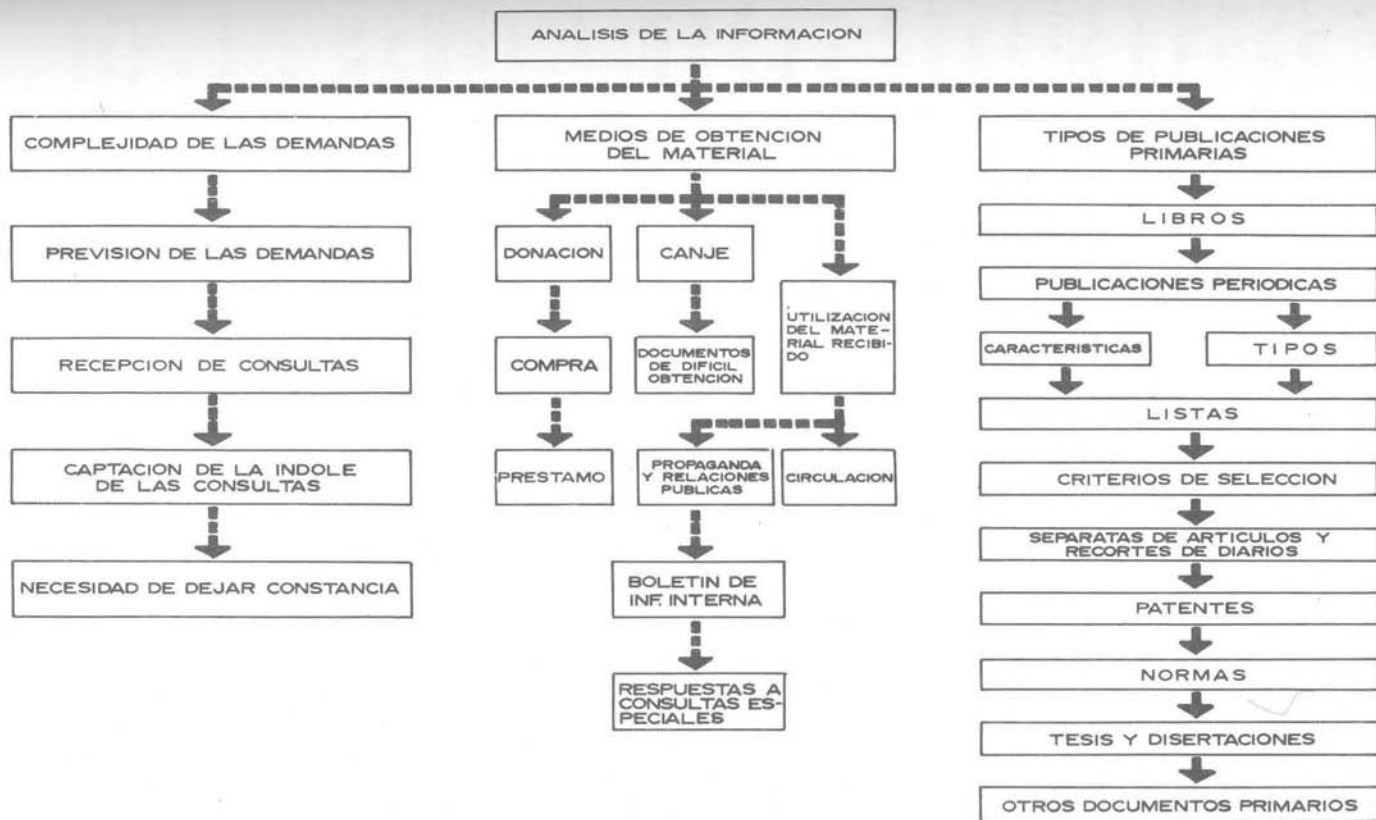 ANALISIS DE LA INFORMACION
COMPLEJIDAD DE LAS DEMANDAS
PREVISION DE LAS DEMANDAS
RECEPCION DE CONSULTAS
CAPTACION DE LA INDOLE
DE LAS CONSULTAS
NECESIDAD DE DEJAR CONSTANCIA
MEDIOS DE OBTENCION
DEL MATERIAL
DONACION
COMPRA
PRESTAMO
CANJE
DOCUMENTOS
DE DIFICIL
OBTENCION
UTILIZACION
DEL MATE-
RIAL RECIBI-
DO
PROPAGANDA
Y RELACIONES
PUBLICAS
CIRCULACION
BOLETIN DE
INF. INTERNA
RESPUESTAS A
CONSULTAS ES-
PECIALES
TIPOS DE PUBLICACIONES
PRIMARIAS
LIBROS
PUBLICACIONES PERIODICAS
CARACTERISTICAS
TIPOS
LISTAS
CRITERIOS DE SELECCION
SEPARATAS DE ARTICULOS Y
RECORTES DE DIARIOS
PATENTES
NORMAS
TESIS Y DISERTACIONES
OTROS DOCUMENTOS PRIMARIOS